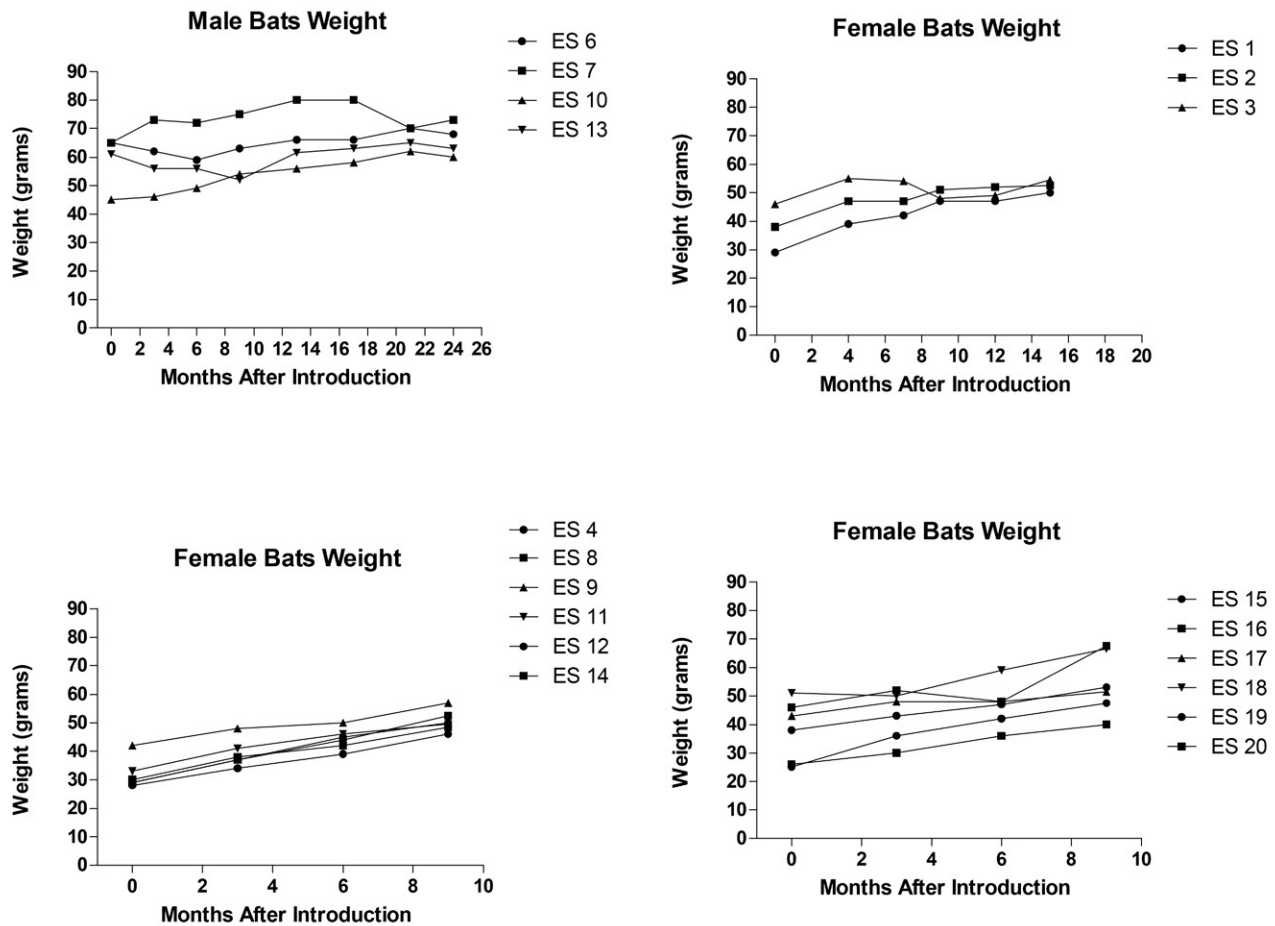 Male Bats Weight
ES 6
ES 7
ES 10
ES 13
Weight (grams)
90
80
70
60
50
40
30
20
10
0
0 2 4 6 8 10 12 14 16 18 20 22 24 26
Months After Introduction
Female Bats Weight
ES 1
ES 2
ES 3
Weight (grams)
90
80
70
60
50
40
30
20
10
0
0 2 4 6 8 10 12 14 16 18 20
Months After Introduction
Female Bats Weight
ES 4
ES 8
ES 9
ES 11
ES 12
ES 14
Weight (grams)
90
80
70
60
50
40
30
20
10
0
0 2 4 6 8 10
Months After Introduction
Female Bats Weight
ES 15
ES 16
ES 17
ES 18
ES 19
ES 20
Weight (grams)
90
80
70
60
50
40
30
20
10
0
0 2 4 6 8 10
Months After Introduction